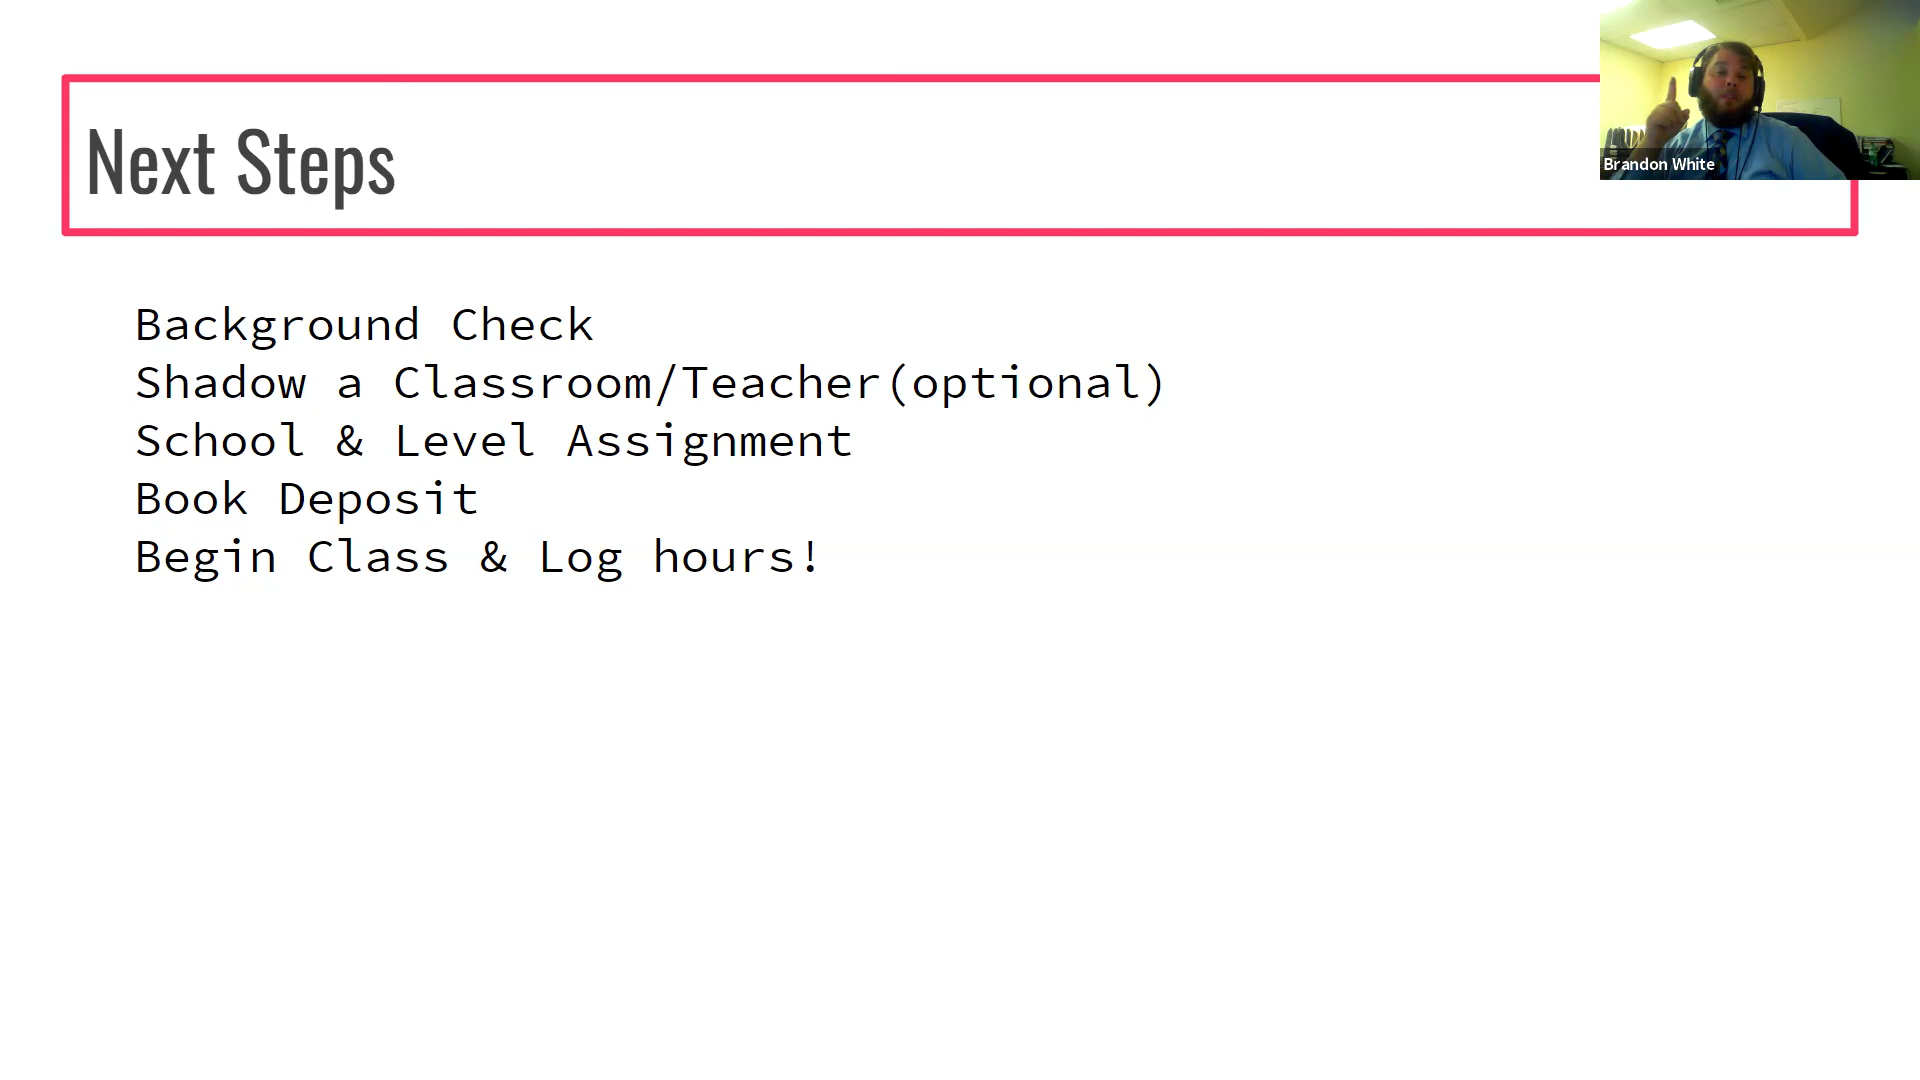 Next Steps
Brandon White
Background Check
Shadow a Classroom/Teacher(optional)
School & Level Assignment
Book Deposit
Begin Class & Log hours!